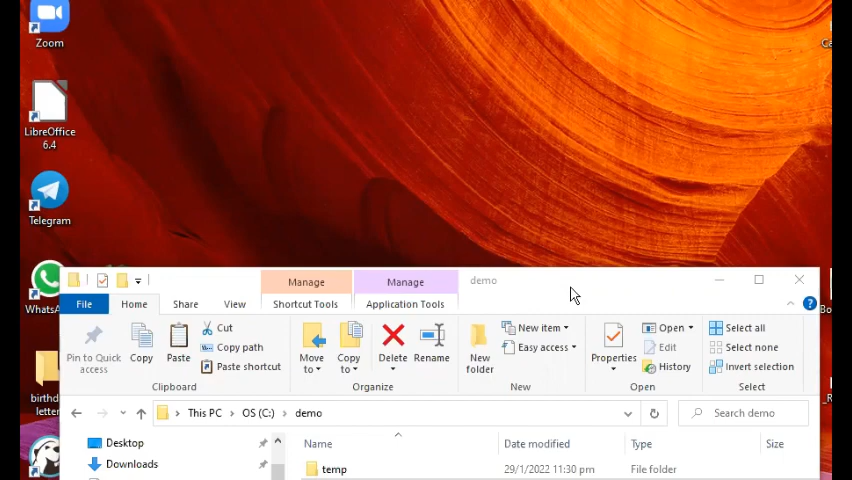 Zoom
LibreOffice
6.4
Telegram
Manage
Manage
demo
File
Home
Share
View
Shortcut Tools
Application Tools
Pin to Quick
access
Copy
Paste
Cut
Copy path
Paste shortcut
Move
to
Copy
to
Delete
Rename
New
folder
New item
Easy access
Properties
Open
Edit
History
Select all
Select none
Invert selection
Clipboard
Organize
New
Open
Select
This PC
OS (C:)
demo
Search demo
Desktop
Downloads
Name
Date modified
Type
Size
temp
29/1/2022 11:30 pm
File folder
birthd
letter